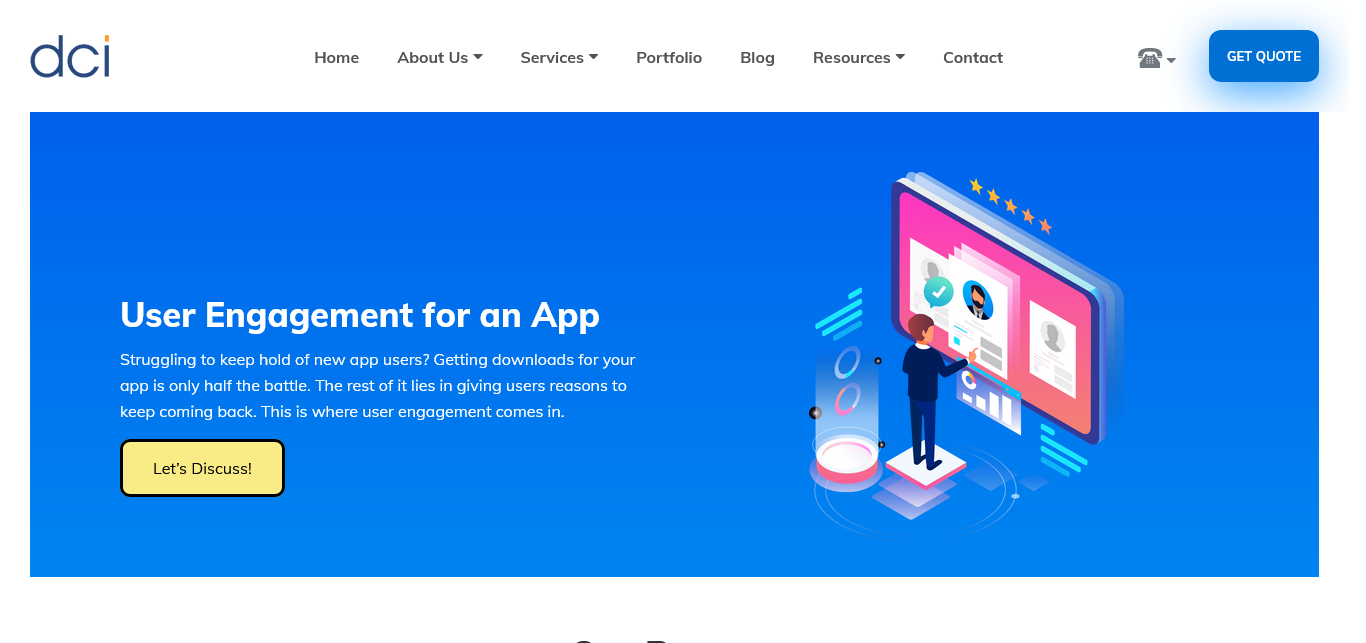 dci
Home
About Us
Services
Portfolio
Blog
Resources
Contact
GET QUOTE
User Engagement for an App
Struggling to keep hold of new app users? Getting downloads for your
app is only half the battle. The rest of it lies in giving users reasons to
keep coming back. This is where user engagement comes in.
Let’s Discuss!